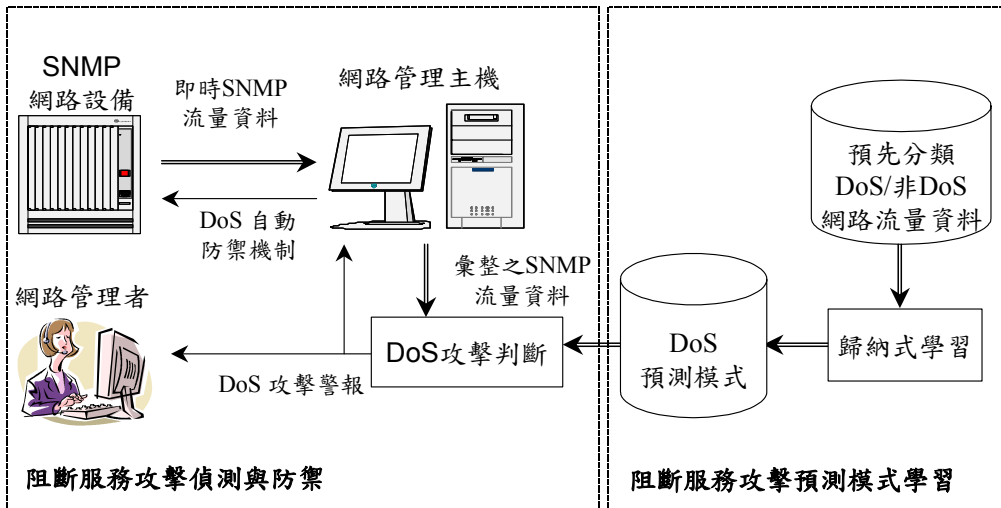 SNMP
網路設備
即時SNMP
流量資料
網路管理主機
DoS 自動
防禦機制
彙整之SNMP
流量資料
網路管理者
DoS攻擊判斷
DoS 攻擊警報
阻斷服務攻擊偵測與防禦
預先分類
DoS/非DoS
網路流量資料
DoS
預測模式
歸納式學習
阻斷服務攻擊預測模式學習